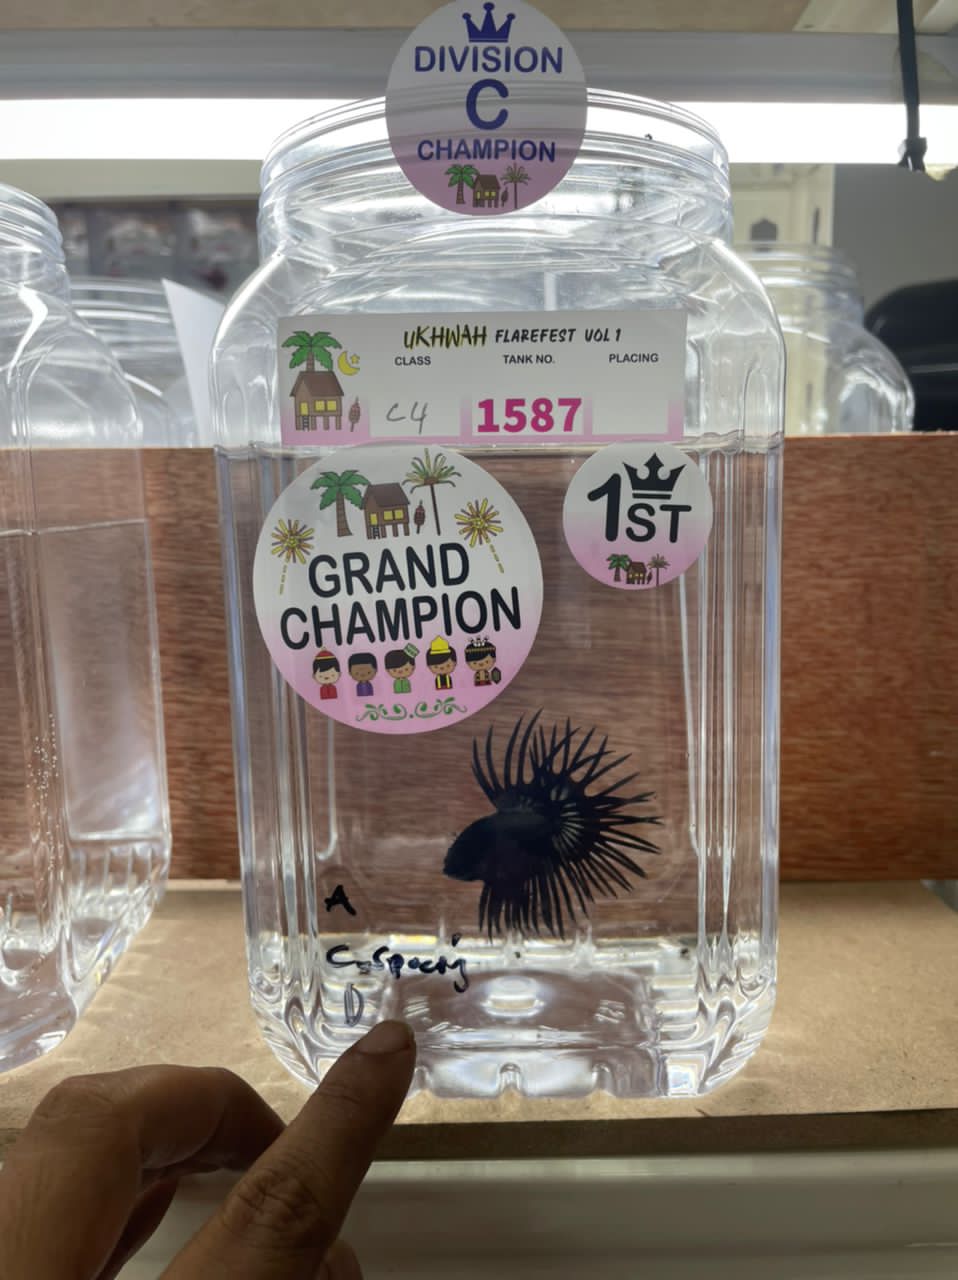 DIVISION
C
CHAMPION
UKHWAH FLAREFEST VOL 1
CLASS TANK NO. PLACING
C4 1587
1ST
GRAND
CHAMPION
A
D